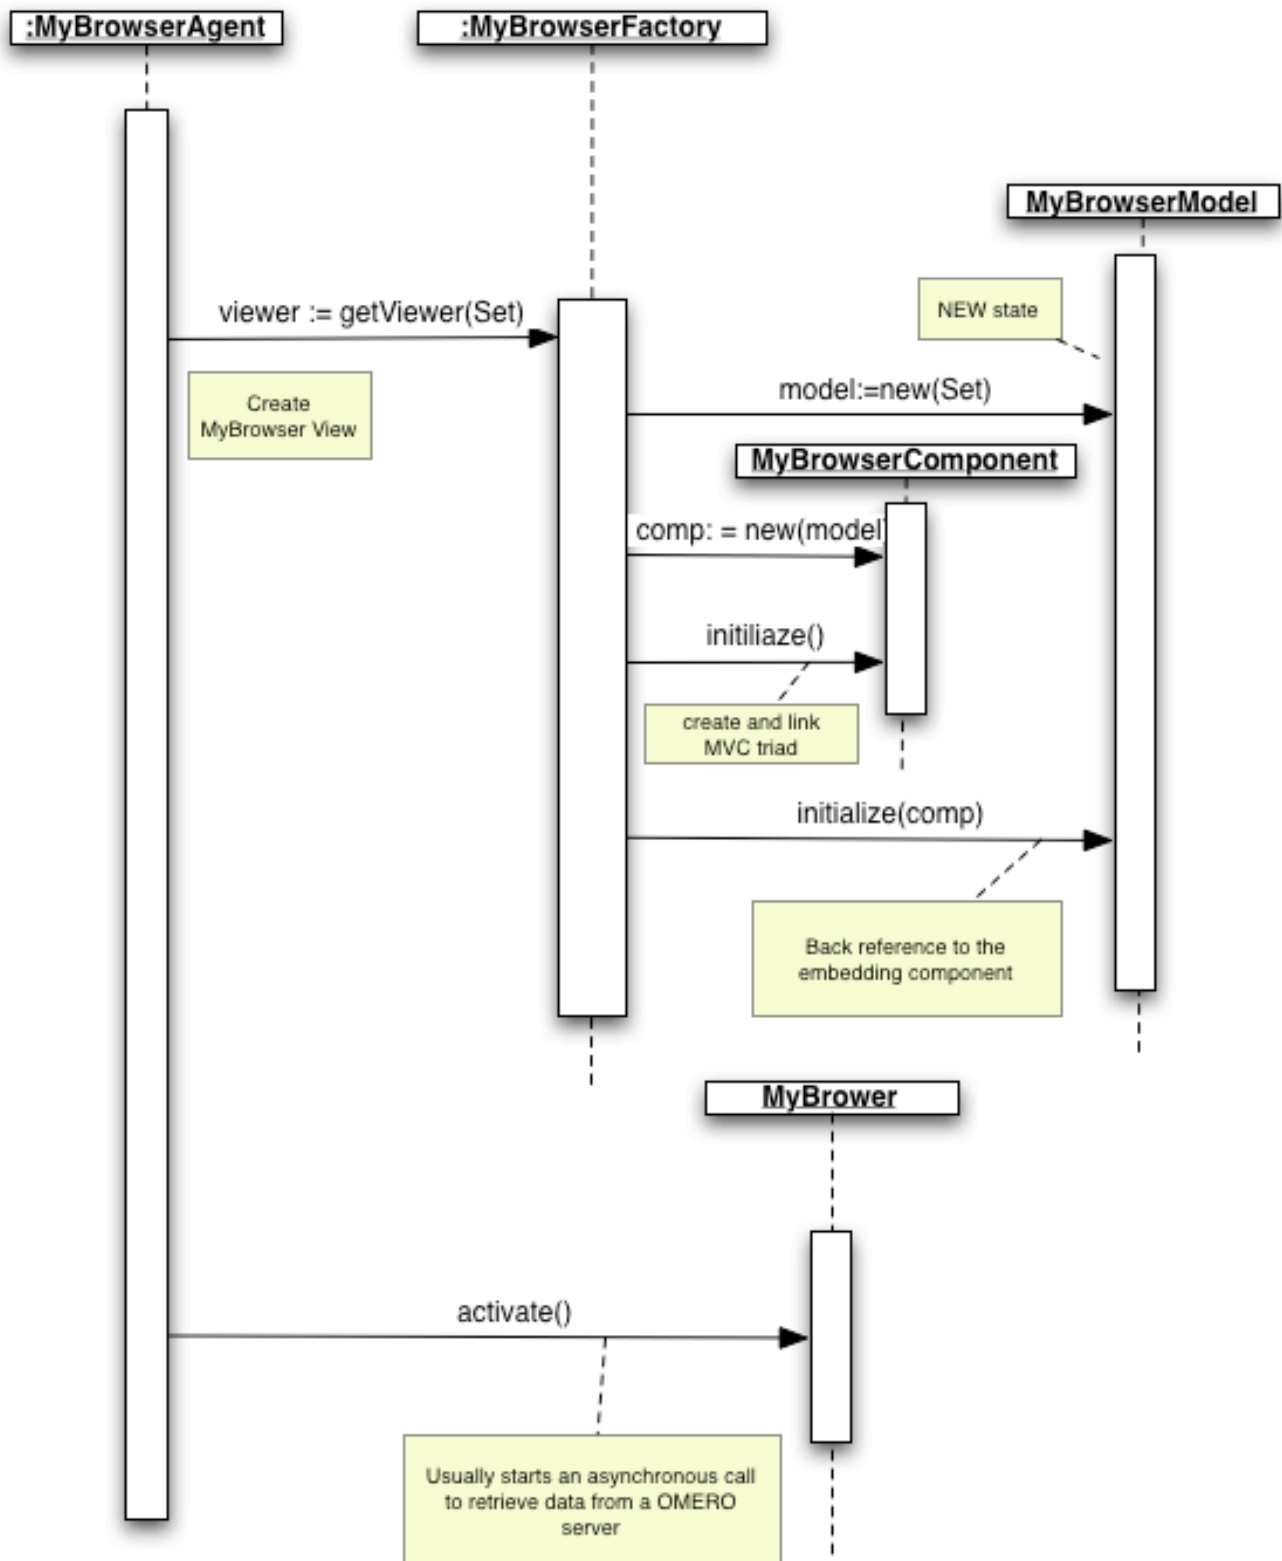 :MyBrowserAgent
:MyBrowserFactory
MyBrowserModel
NEW state
viewer := getViewer(Set)
Create
MyBrowser View
model:=new(Set)
MyBrowserComponent
comp: = new(model)
initiliaze()
create and link
MVC triad
initialize(comp)
Back reference to the
embedding component
MyBrower
activate()
Usually starts an asynchronous call
to retrieve data from a OMERO
server